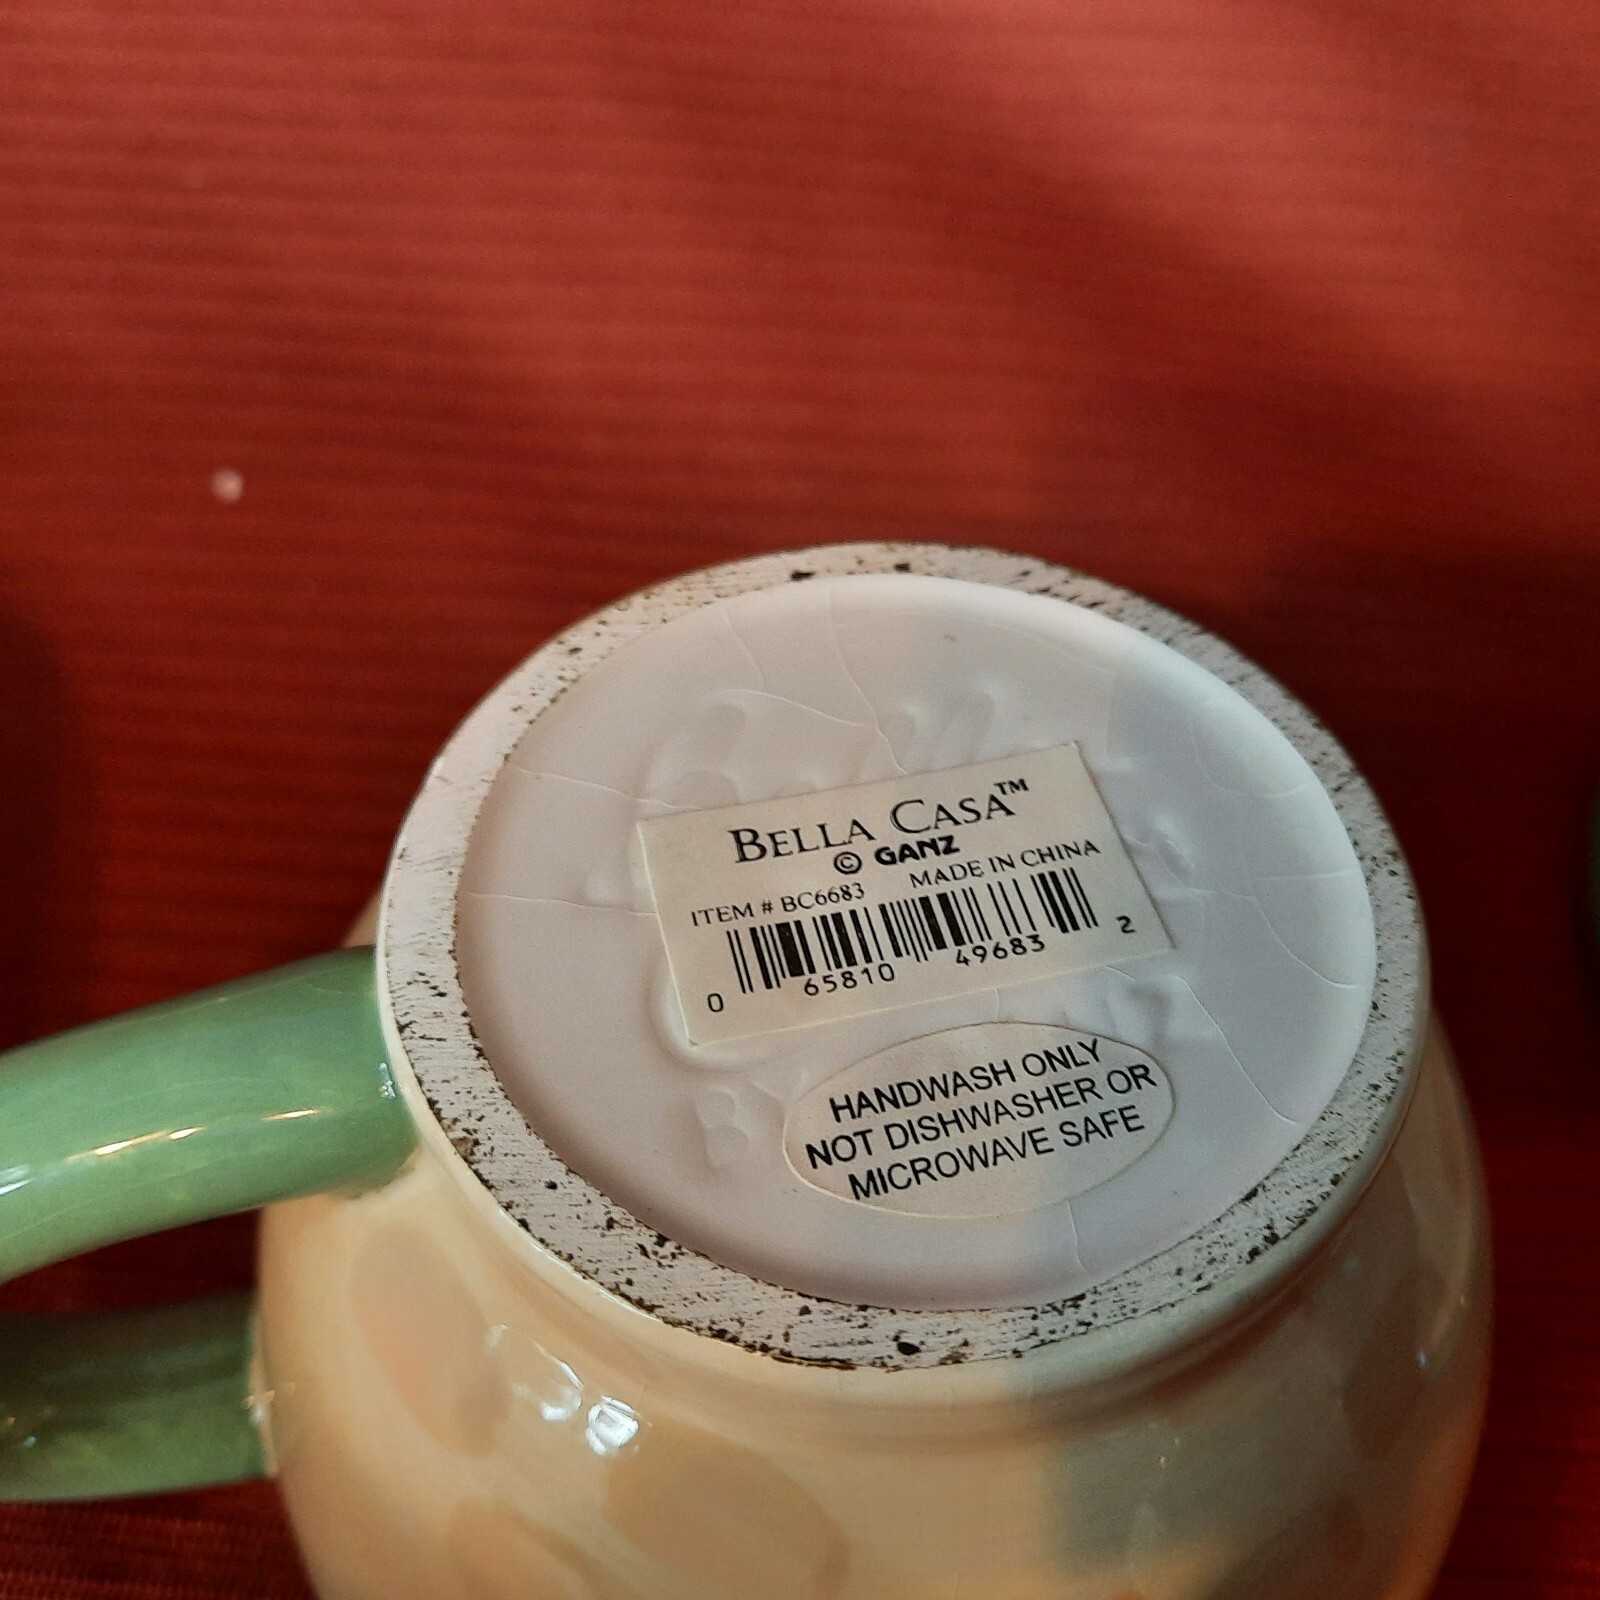 BELLA CASA™
© GANZ
ITEM # BC6683 MADE IN CHINA
0 65810 49683 2
HANDWASH ONLY
NOT DISHWASHER OR
MICROWAVE SAFE